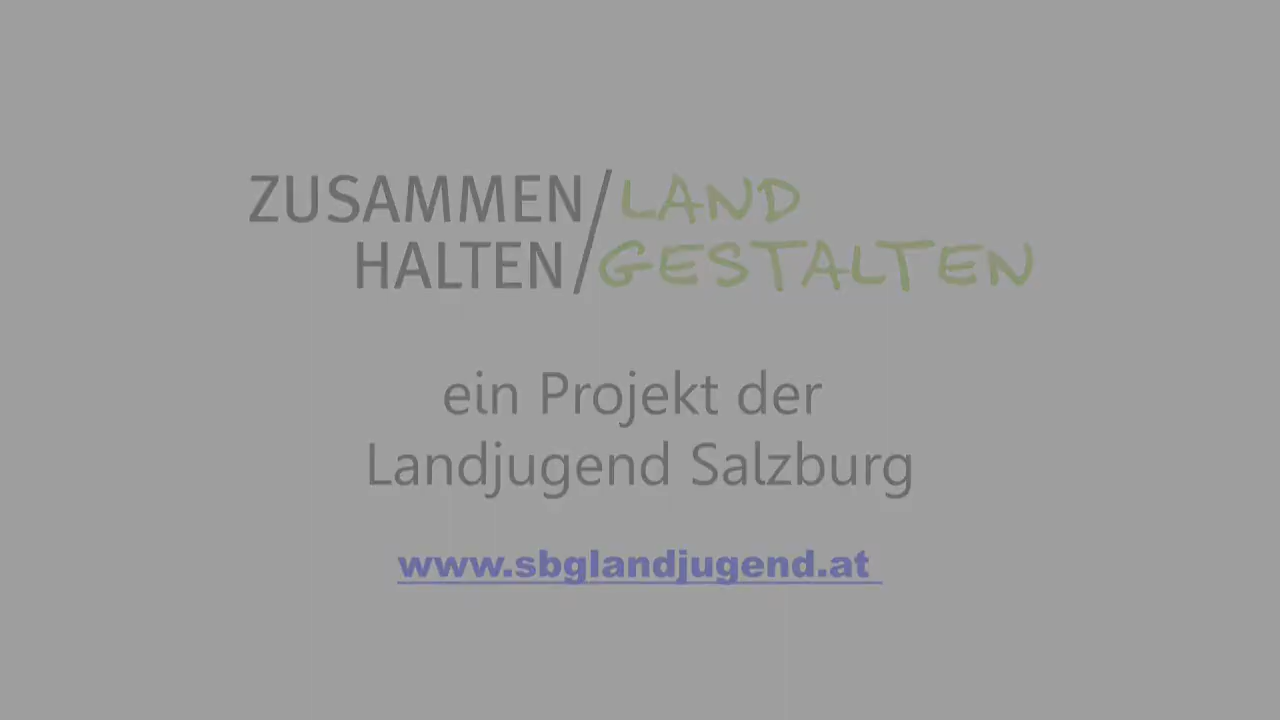 ZUSAMMEN/LAND
HALTEN/GESTALTEN
ein Projekt der
Landjugend Salzburg
www.sbglandjugend.at